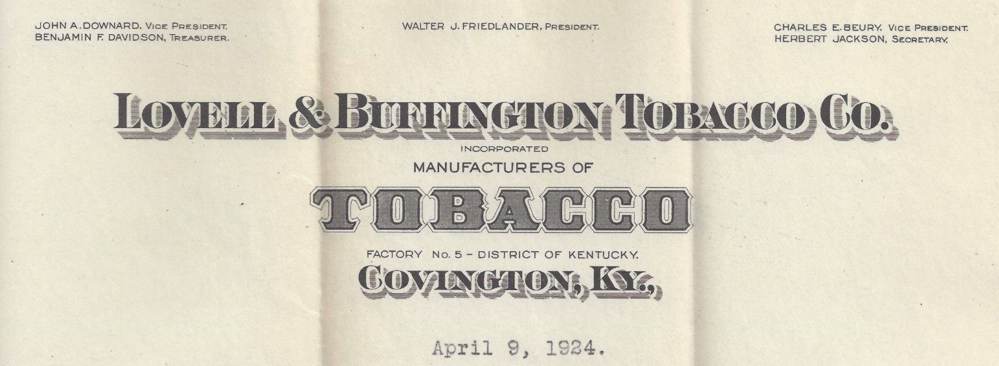 JOHN A. DOWNARD, VICE PRESIDENT.
BENJAMIN F. DAVIDSON, TREASURER.
WALTER J. FRIEDLANDER, PRESIDENT.
CHARLES E. BEURY, VICE PRESIDENT.
HERBERT JACKSON, SECRETARY.
LOVELL & BUFFINGTON TOBACCO CO.
INCORPORATED
MANUFACTURERS OF
TOBACCO
FACTORY NO. 5 - DISTRICT OF KENTUCKY.
COVINGTON, KY.,
April 9, 1924.